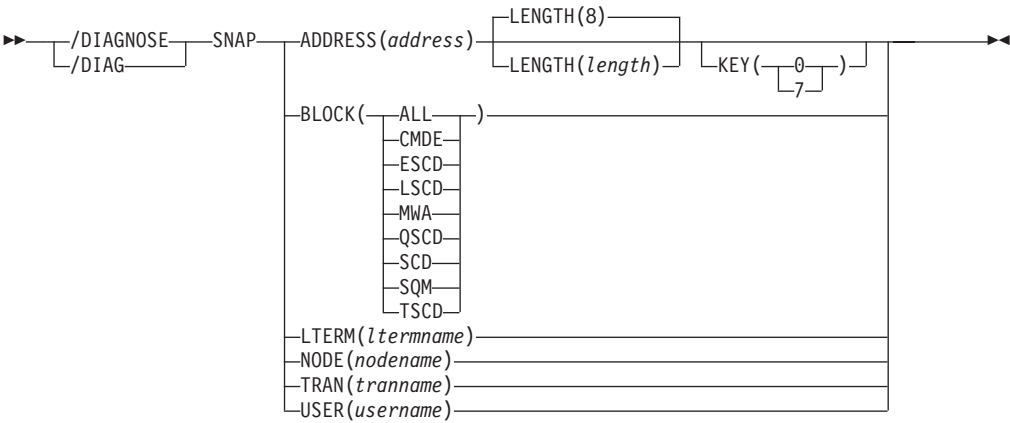 LENGTH(8)
/DIAGNOSE SNAP ADDRESS(address)
/DIAG LENGTH(length) KEY( 0 )
7
BLOCK( ALL )
CMDE
ESCD
LSCD
MWA
QSCD
SCD
SQM
TSCD
LTERM(ltermname)
NODE(nodename)
TRAN(tranname)
USER(username)